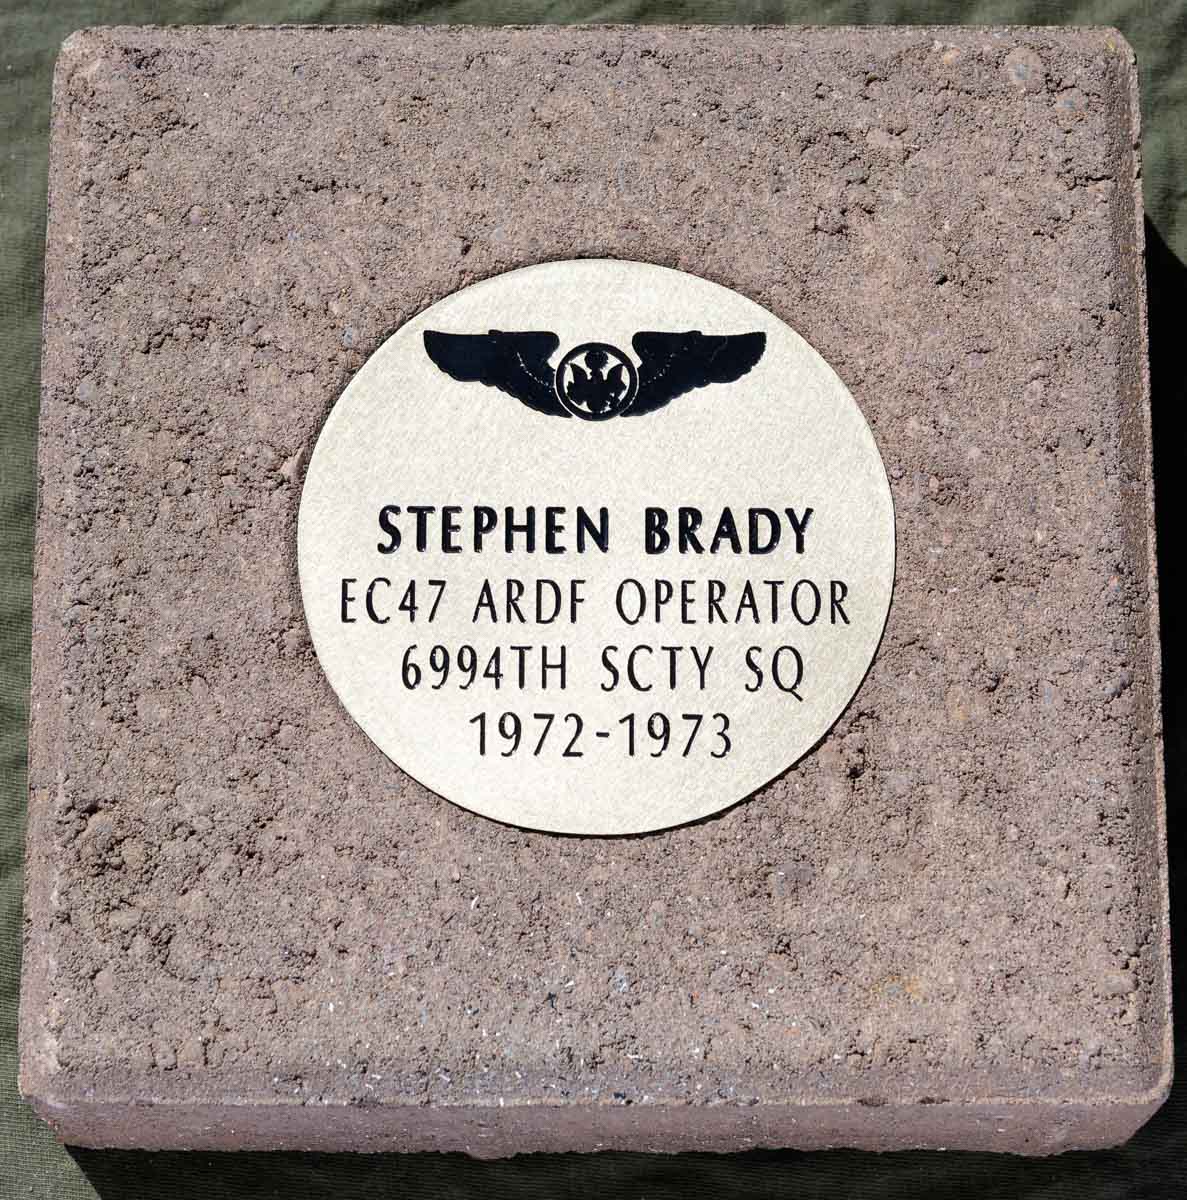 STEPHEN BRADY
EC47 ARDF OPERATOR
6994TH SCTY SQ
1972-1973